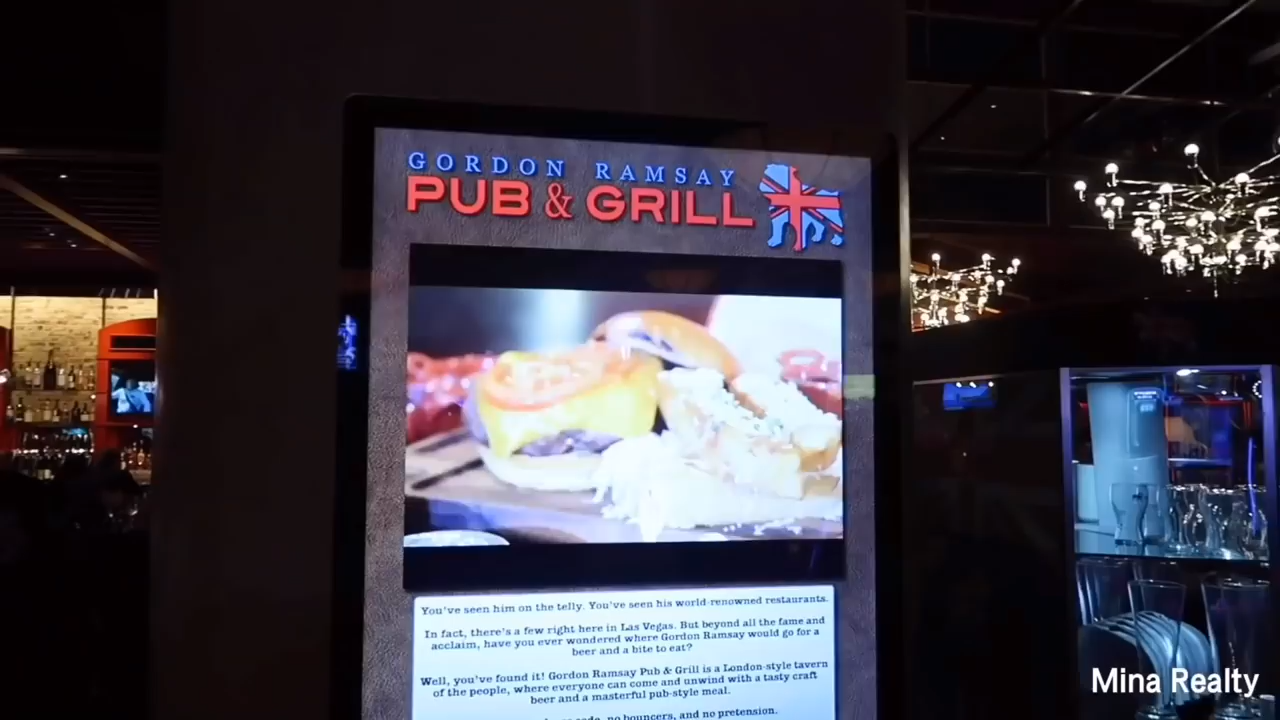 GORDON RAMSAY
PUB & GRILL
You've seen him on the telly. You've seen his world-renowned restaurants.
In fact, there's a few right here in Las Vegas. But beyond all the fame and
acclaim, have you ever wondered where Gordon Ramsay would go for a
beer and a bite to eat?
Well, you've found it! Gordon Ramsay Pub & Grill is a London-style tavern
of the people, where everyone can come and unwind with a tasty craft
beer and a masterful pub-style meal.
no bouncers, and no pretension.
Mina Realty